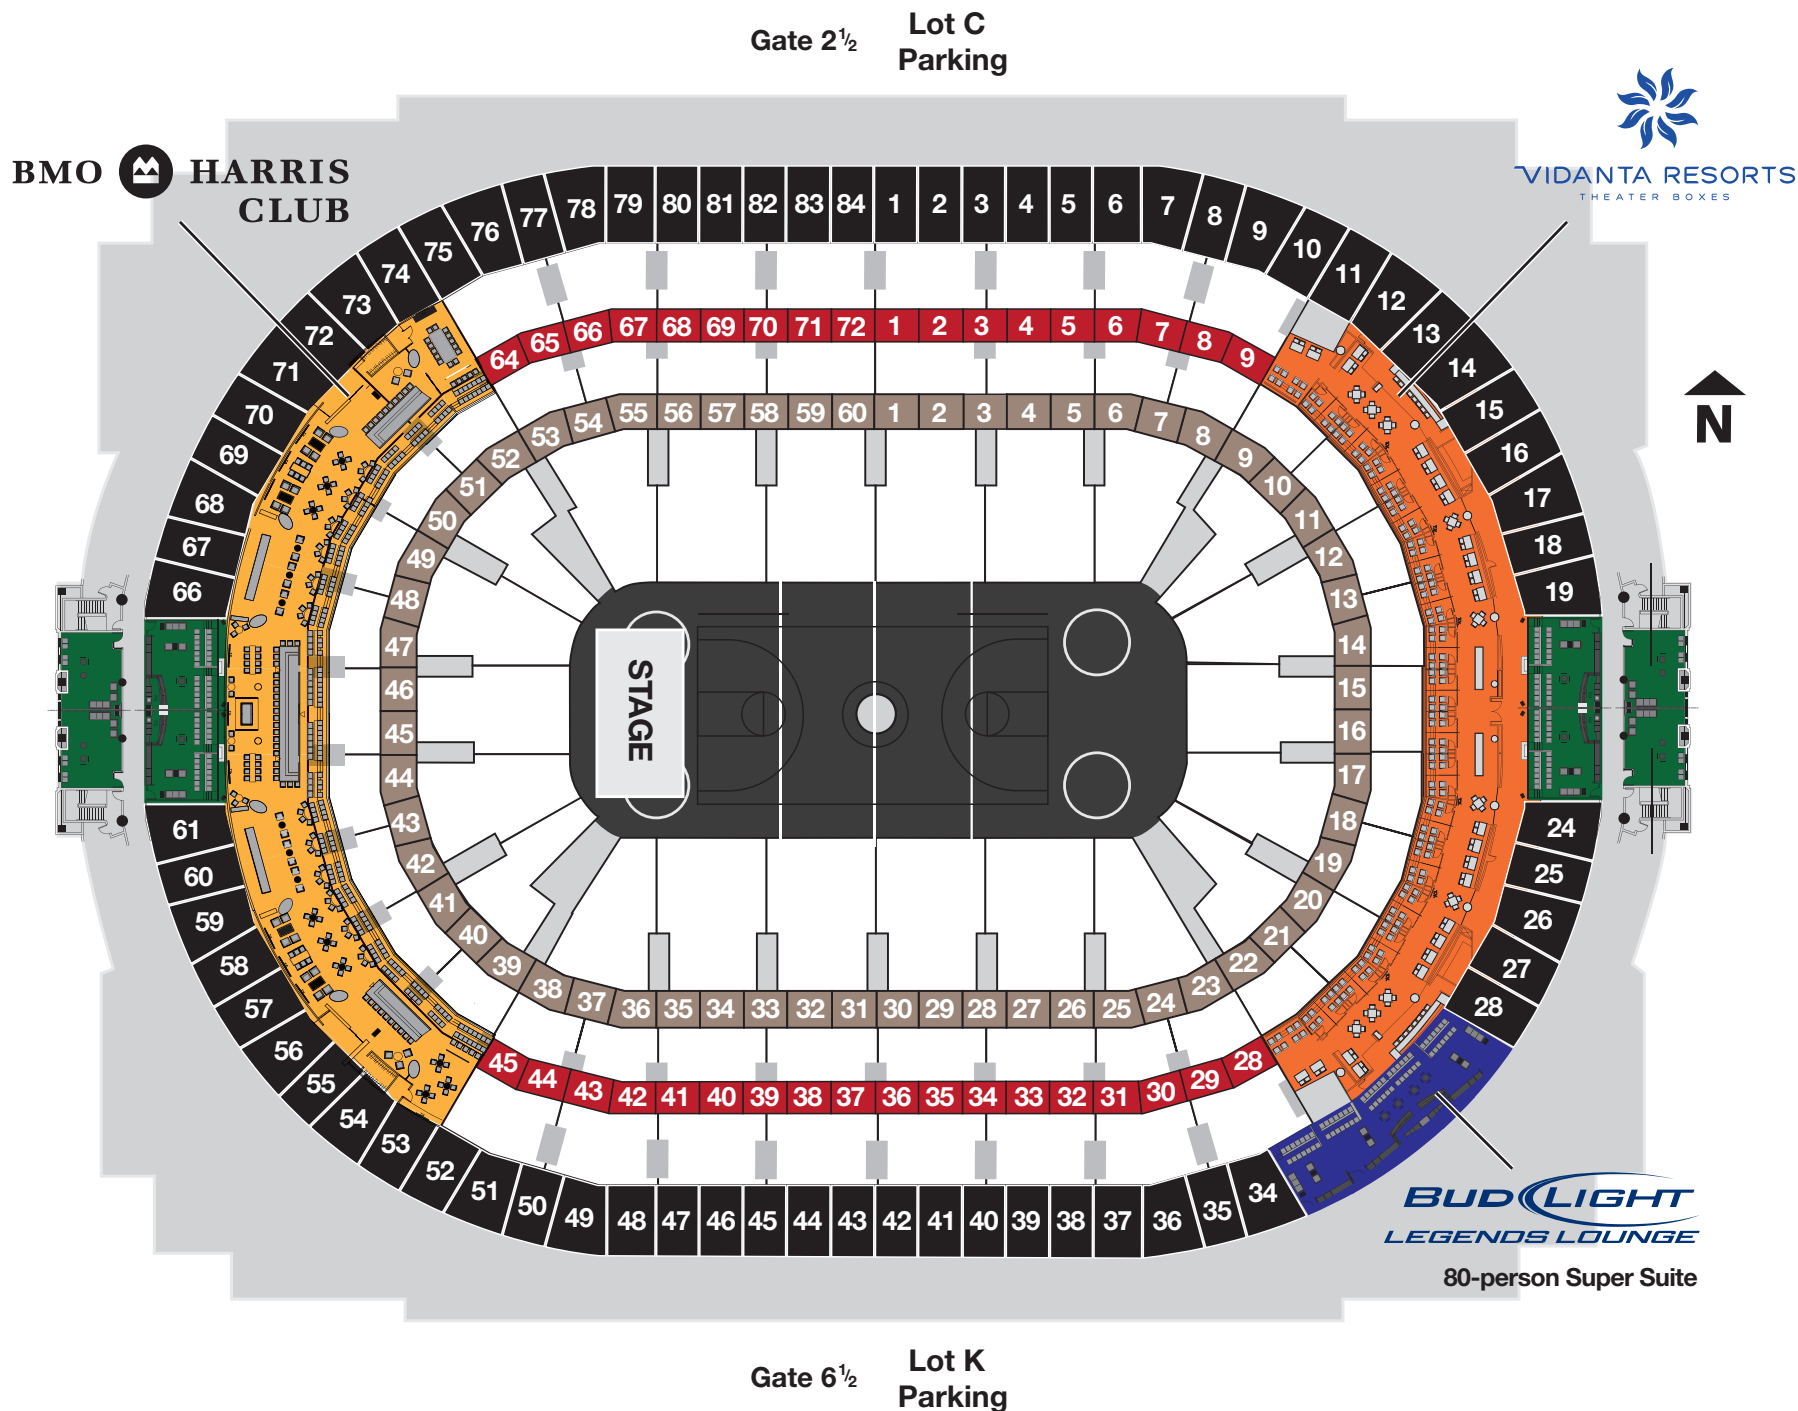 Lot C
Gate 2½
Parking
BMO HARRIS
CLUB
VIDANTA RESORTS
THEATER BOXES
79 80 81 82 83 84 1 2 3 4 5 6 7 8 9 10 11 12 13 14 15 16 17 18 19
24 25 26 27 28
34 35 36 37 38 39 40 41 42 43 44 45 46 47 48 49 50 51 52 53 54 55 56 57 58 59 60 61
66 67 68 69 70 71 72 73 74 75 76 77 78
64 65 66 67 68 69 70 71 72 1 2 3 4 5 6 7 8 9
28 29 30 31 32 33 34 35 36 37 38 39 40 41 42 43 44 45
55 56 57 58 59 60 1 2 3 4 5 6 7 8 9 10 11 12 13 14 15 16 17 18 19 20 21 22 23 24 25 26 27 28 29 30 31 32 33 34 35 36 37 38 39 40 41 42 43 44 45 46 47 48 49 50 51 52 53 54
STAGE
N
BUD LIGHT
LEGENDS LOUNGE
80-person Super Suite
Lot K
Gate 6½
Parking